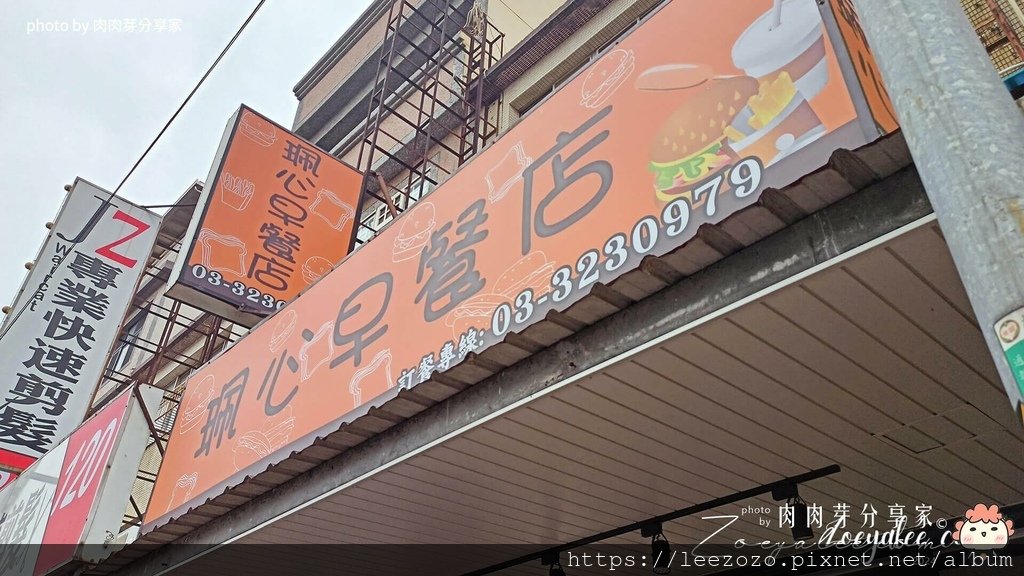 photo by 肉肉芽分享家
珮心早餐店
03-3230
JZ
wantcart
專業快速剪髮
120
珮心早餐店
訂餐專線:03-3230979
photo by 肉肉芽分享家©
https://leezozo.pixnet.net/album